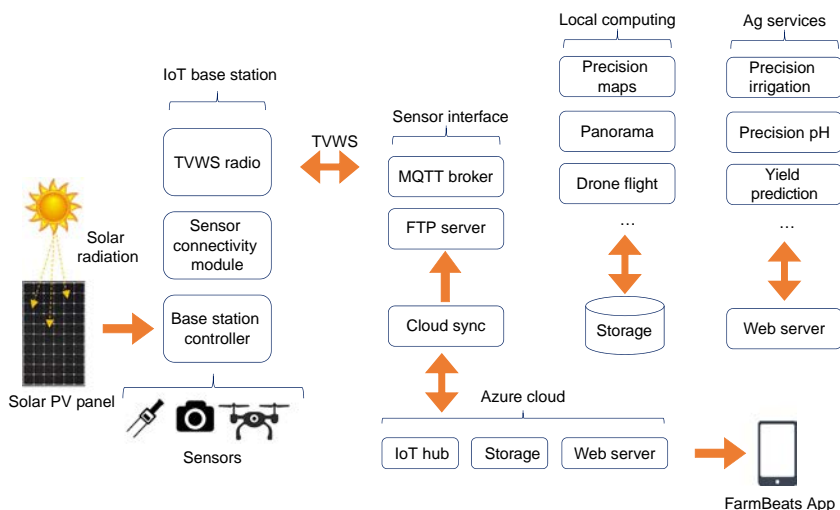 Local computing
Ag services
IoT base station
Precision
maps
Precision
irrigation
Sensor interface
TVWS radio
TVWS
Panorama
Precision pH
MQTT broker
Drone flight
Yield
prediction
Solar
radiation
Sensor
connectivity
module
FTP server
...
...
Base station
controller
Cloud sync
Storage
Web server
Solar PV panel
Azure cloud
Sensors
IoT hub
Storage
Web server
FarmBeats App